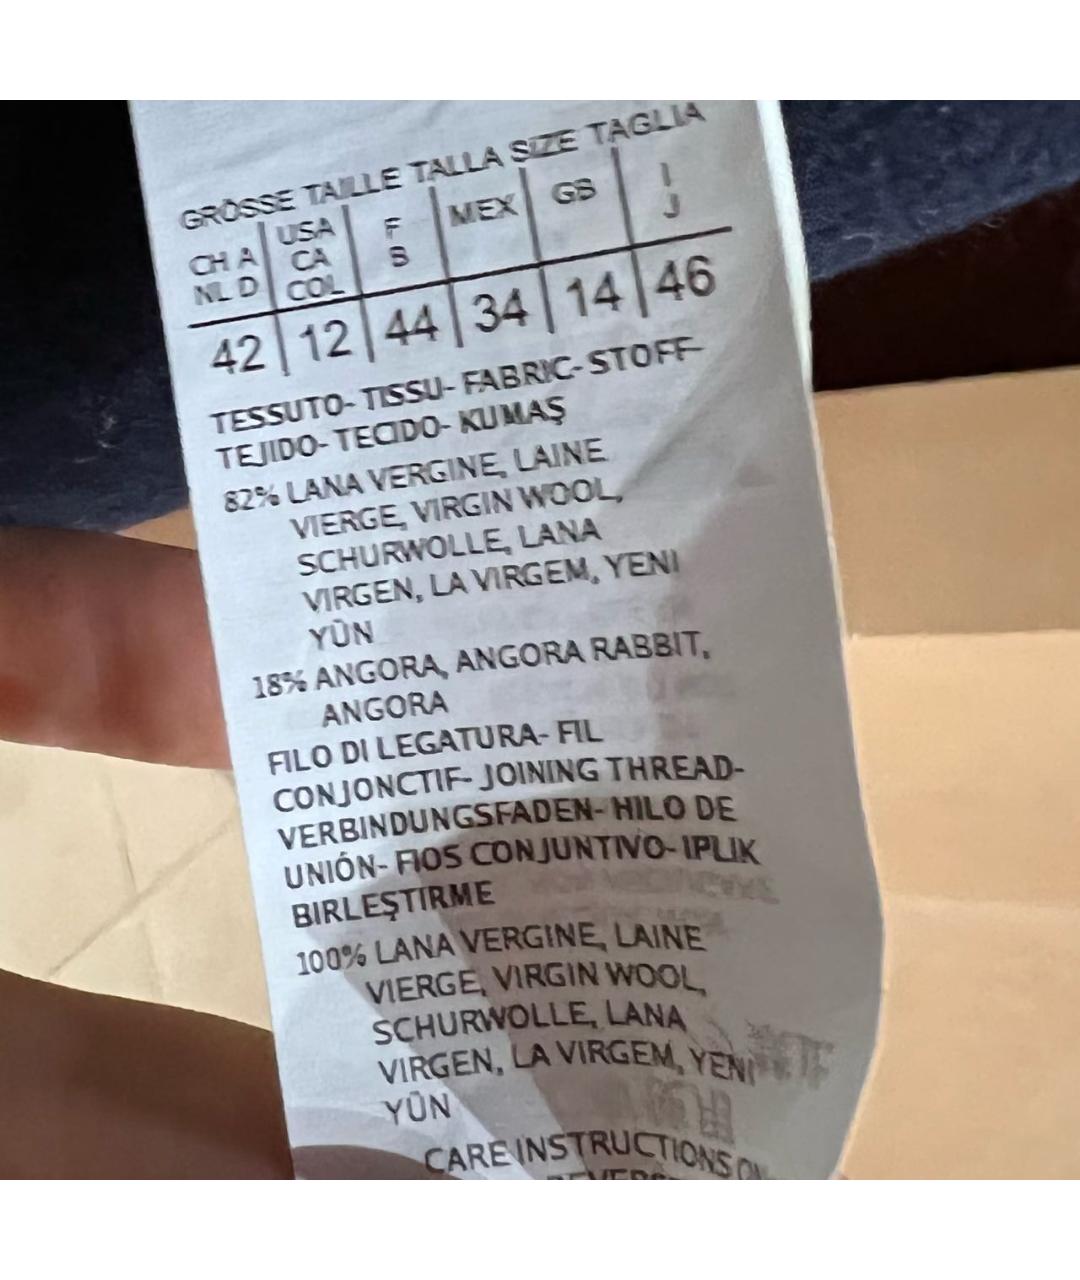 GRÖSSE TAILLE TALLA SIZE TAGLIA
CH A NL D | USA CA COL | F B | MEX | GB | I J
42 | 12 | 44 | 34 | 14 | 46
TESSUTO- TISSU- FABRIC- STOFF-
TEJIDO- TECIDO- KUMAŞ
82% LANA VERGINE, LAINE
VIERGE, VIRGIN WOOL,
SCHURWOLLE, LANA
VIRGEN, LA VIRGEM, YENI
YÜN
18% ANGORA, ANGORA RABBIT,
ANGORA
FILO DI LEGATURA- FIL
CONJONCTIF- JOINING THREAD-
VERBINDUNGSFADEN- HILO DE
UNIÓN- FIOS CONJUNTIVO- IPLIK
BIRLEŞTIRME
100% LANA VERGINE, LAINE
VIERGE, VIRGIN WOOL,
SCHURWOLLE, LANA
VIRGEN, LA VIRGEM, YENI
YÜN
CARE INSTRUCTIONS